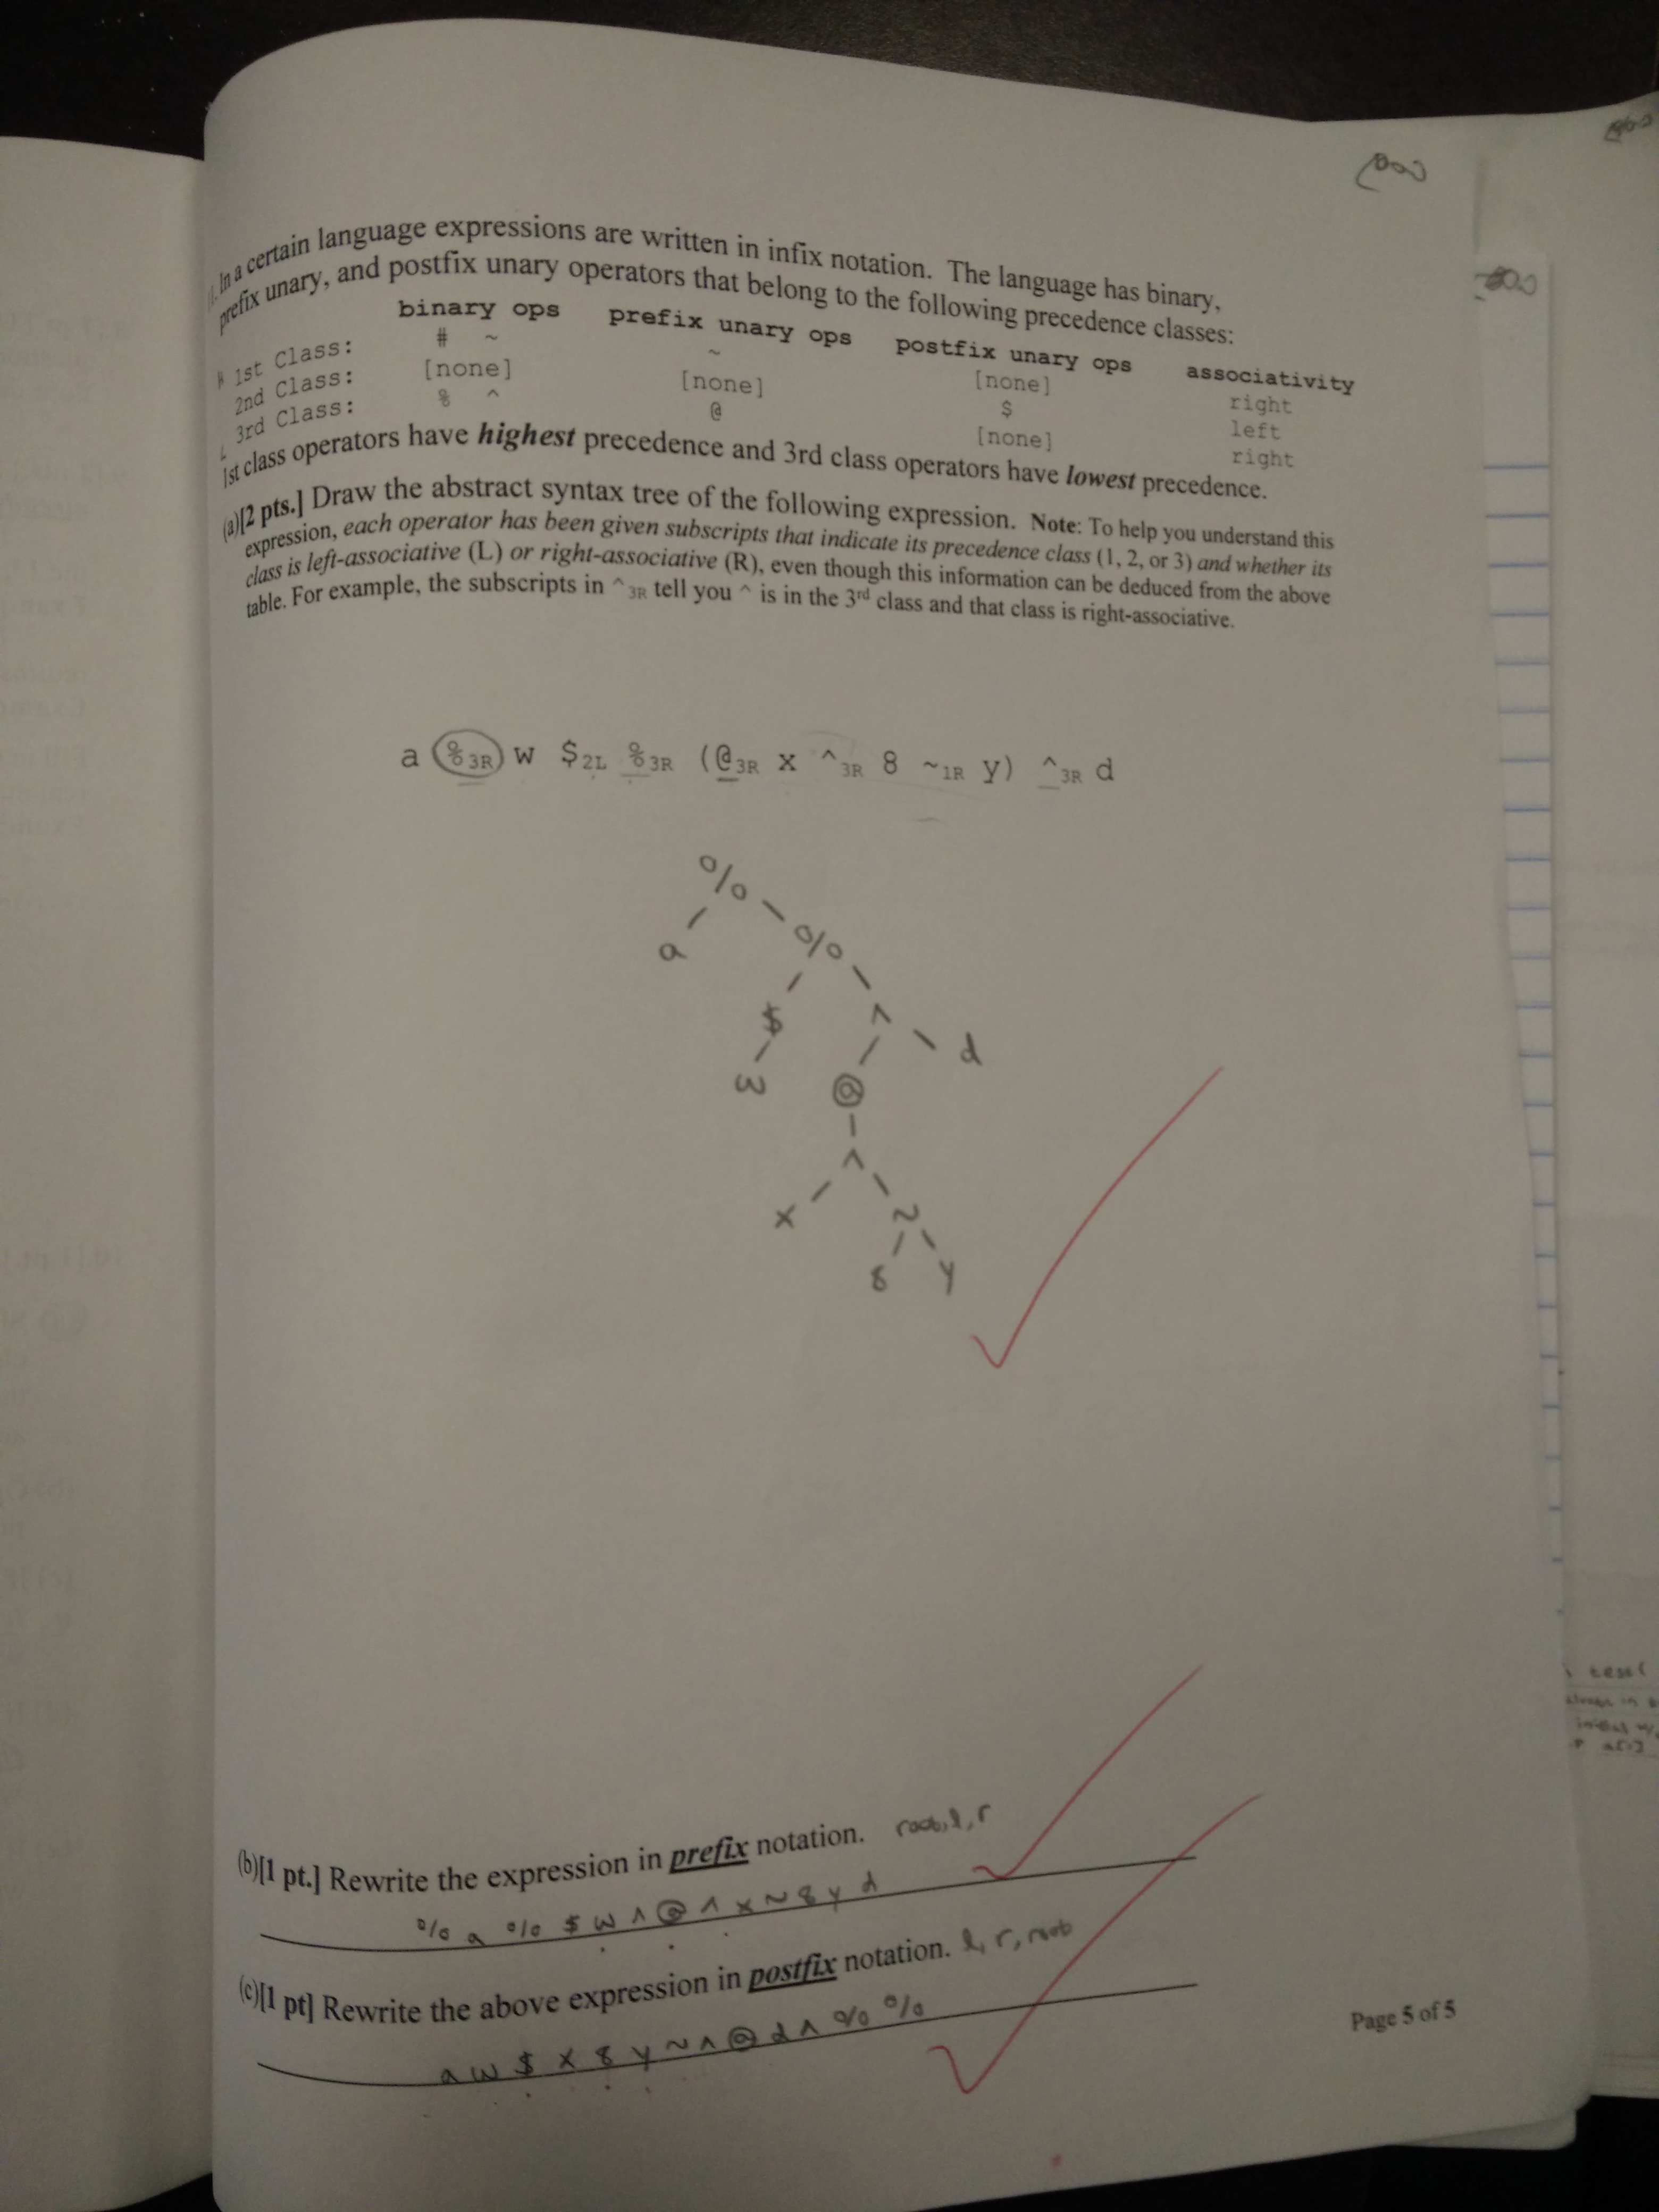 . In a certain language expressions are written in infix notation. The language has binary,
prefix unary, and postfix unary operators that belong to the following precedence classes:
binary ops prefix unary ops postfix unary ops associativity
1st Class: # ~ ~ [none] right
2nd Class: [none] [none] $ left
3rd Class: % ^ @ [none] right
1st class operators have highest precedence and 3rd class operators have lowest precedence.
(a)[2 pts.] Draw the abstract syntax tree of the following expression. Note: To help you understand this
expression, each operator has been given subscripts that indicate its precedence class (1, 2, or 3) and whether its
class is left-associative (L) or right-associative (R), even though this information can be deduced from the above
table. For example, the subscripts in ^3R tell you ^ is in the 3rd class and that class is right-associative.
a %3R w $2L %3R (@3R x ^3R 8 ~1R y) ^3R d
%
a %
$ ^
w @ d
^
x ~
8 y
(b)[1 pt.] Rewrite the expression in prefix notation. root, l, r
% a % $ w ^ @ ^ x ~ 8 y d
(c)[1 pt] Rewrite the above expression in postfix notation. l, r, root
a w $ x 8 y ~ ^ @ d ^ % %
Page 5 of 5